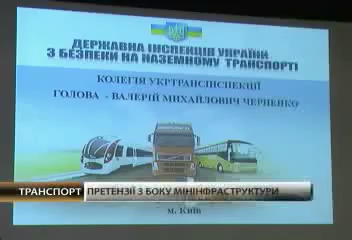 ДЕРЖАВНА ІНСПЕКЦІЯ УКРАЇНИ
З БЕЗПЕКИ НА НАЗЕМНОМУ ТРАНСПОРТІ
КОЛЕГІЯ УКРТРАНСІНСПЕКЦІЇ
ГОЛОВА - ВАЛЕРІЙ МИХАЙЛОВИЧ ЧЕРНЕНКО
ТРАНСПОРТ ПРЕТЕНЗІЇ З БОКУ МІНІНФРАСТРУКТУРИ
м. Київ